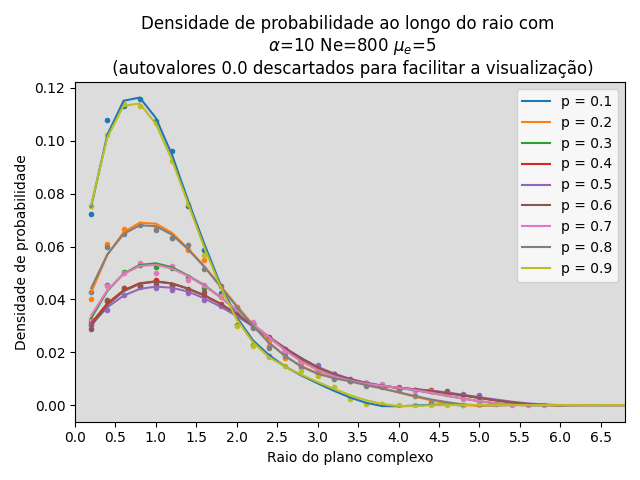 Densidade de probabilidade ao longo do raio com
α=10 Ne=800 μₑ=5
(autovalores 0.0 descartados para facilitar a visualização)
Densidade de probabilidade
0.12
0.10
0.08
0.06
0.04
0.02
0.00
p = 0.1
p = 0.2
p = 0.3
p = 0.4
p = 0.5
p = 0.6
p = 0.7
p = 0.8
p = 0.9
0.0 0.5 1.0 1.5 2.0 2.5 3.0 3.5 4.0 4.5 5.0 5.5 6.0 6.5
Raio do plano complexo